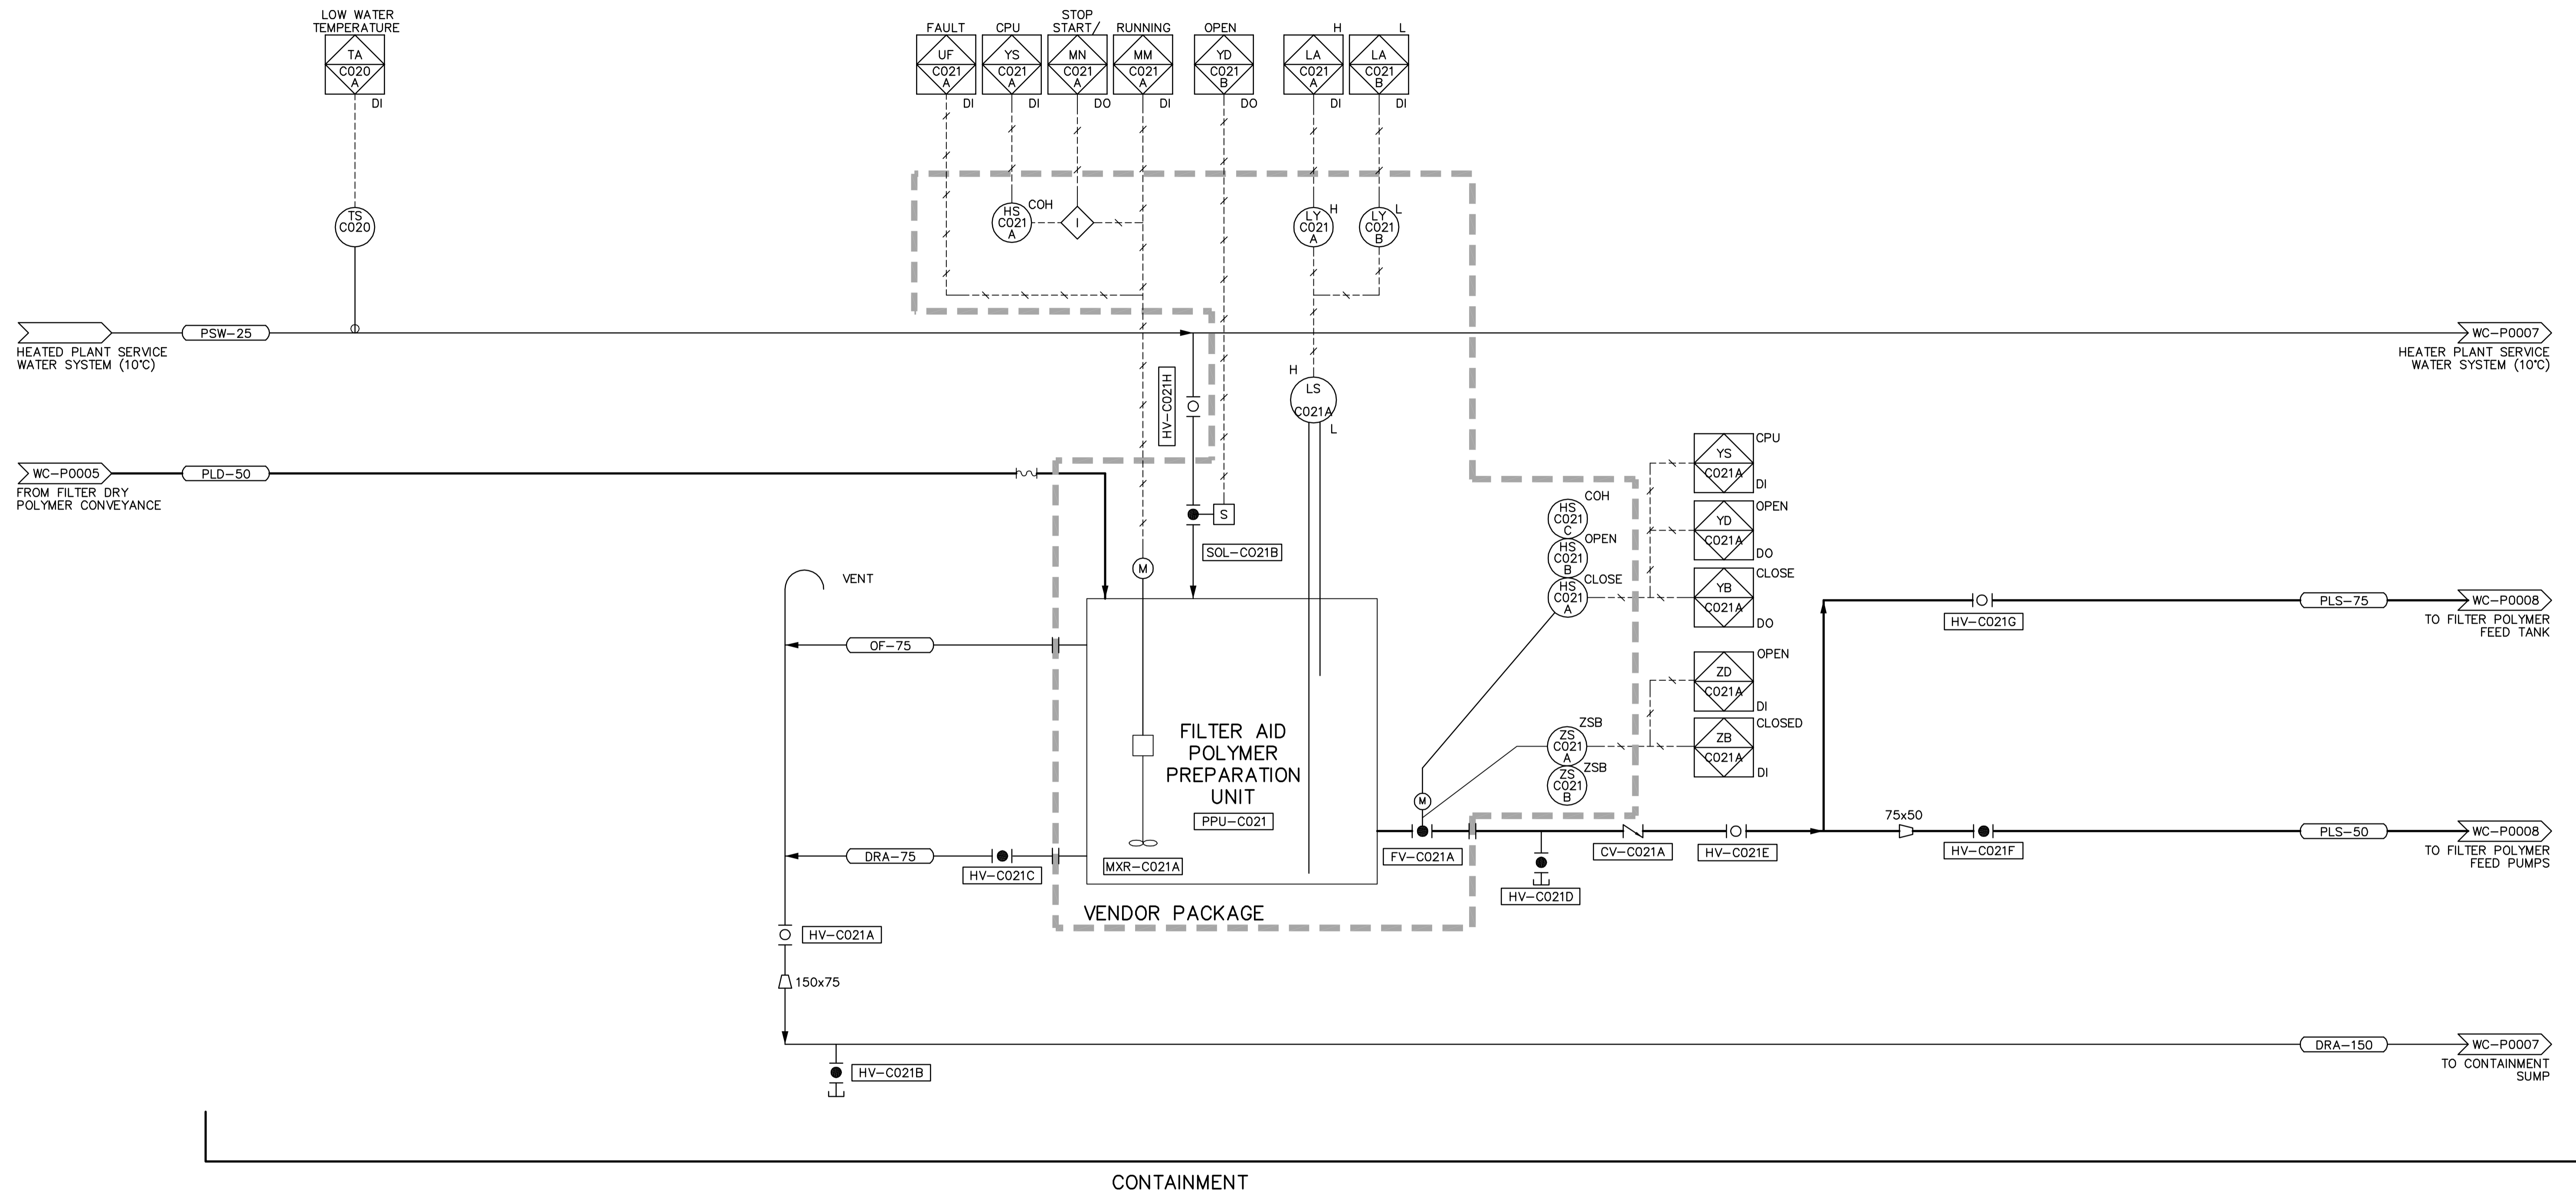 LOW WATER
TEMPERATURE
TA
C020
A
DI
TS
C020
FAULT
UF
C021
A
DI
CPU
YS
C021
A
DI
STOP
START/
MN
C021
A
DO
RUNNING
MM
C021
A
DI
OPEN
YD
C021
B
DO
H
LA
C021
A
DI
L
LA
C021
B
DI
HS
C021
A
COH
I
LY
C021
A
H
LY
C021
B
L
PSW-25
HEATED PLANT SERVICE
WATER SYSTEM (10°C)
WC-P0007
HEATER PLANT SERVICE
WATER SYSTEM (10°C)
HV-C021H
H
LS
C021A
L
WC-P0005
PLD-50
FROM FILTER DRY
POLYMER CONVEYANCE
S
SOL-C021B
M
VENT
COH
HS
C021
C
OPEN
HS
C021
B
CLOSE
HS
C021
A
CPU
YS
C021A
DI
OPEN
YD
C021A
DO
CLOSE
YB
C021A
DO
OPEN
ZD
C021A
DI
CLOSED
ZB
C021A
DI
ZSB
ZS
C021
A
ZSB
ZS
C021
B
HV-C021G
PLS-75
WC-P0008
TO FILTER POLYMER
FEED TANK
OF-75
FILTER AID
POLYMER
PREPARATION
UNIT
PPU-C021
MXR-C021A
M
FV-C021A
HV-C021D
CV-C021A
HV-C021E
75x50
HV-C021F
PLS-50
WC-P0008
TO FILTER POLYMER
FEED PUMPS
DRA-75
HV-C021C
VENDOR PACKAGE
HV-C021A
150x75
HV-C021B
DRA-150
WC-P0007
TO CONTAINMENT
SUMP
CONTAINMENT